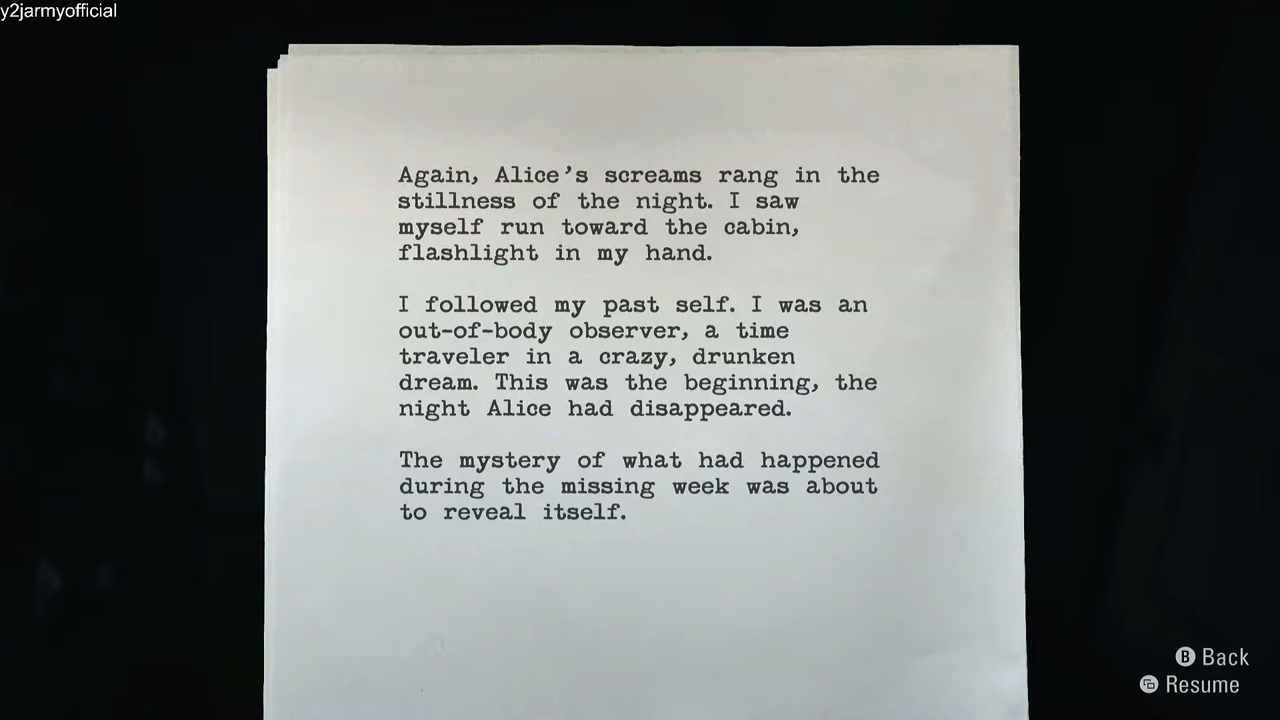 y2jarmyofficial
Again, Alice's screams rang in the
stillness of the night. I saw
myself run toward the cabin,
flashlight in my hand.
I followed my past self. I was an
out-of-body observer, a time
traveler in a crazy, drunken
dream. This was the beginning, the
night Alice had disappeared.
The mystery of what had happened
during the missing week was about
to reveal itself.
B Back
Resume